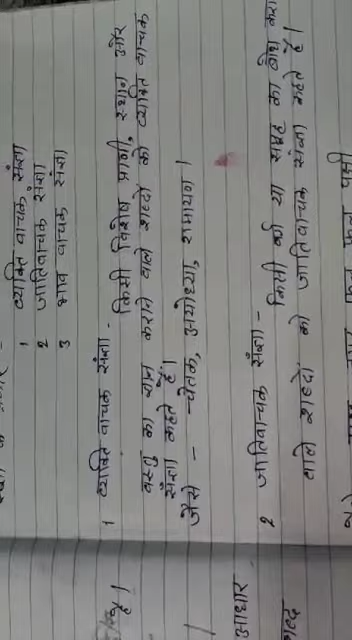 के प्रकार -
1 व्यक्ति वाचक संज्ञा
2 जातिवाचक संज्ञा
3 भाव वाचक संज्ञा
1 व्यक्ति वाचक संज्ञा -
किसी विशेष प्राणी, स्थान और
वस्तु का ज्ञान कराने वाले शब्दों को व्यक्ति वाचक
संज्ञा कहते हैं।
जैसे - चेतक, अयोध्या, रामायण।
2 जातिवाचक संज्ञा -
किसी की या समूह का बोध करा
वाले शब्दों को जातिवाचक संज्ञा कहते हैं।
है।
।
आधार
शब्द